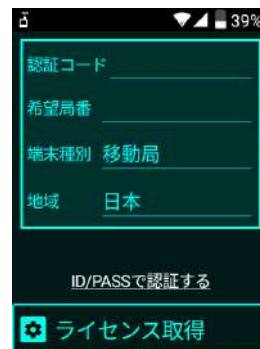 39%
認証コード
希望局番
端末種別 移動局
地域 日本
ID/PASSで認証する
ライセンス取得